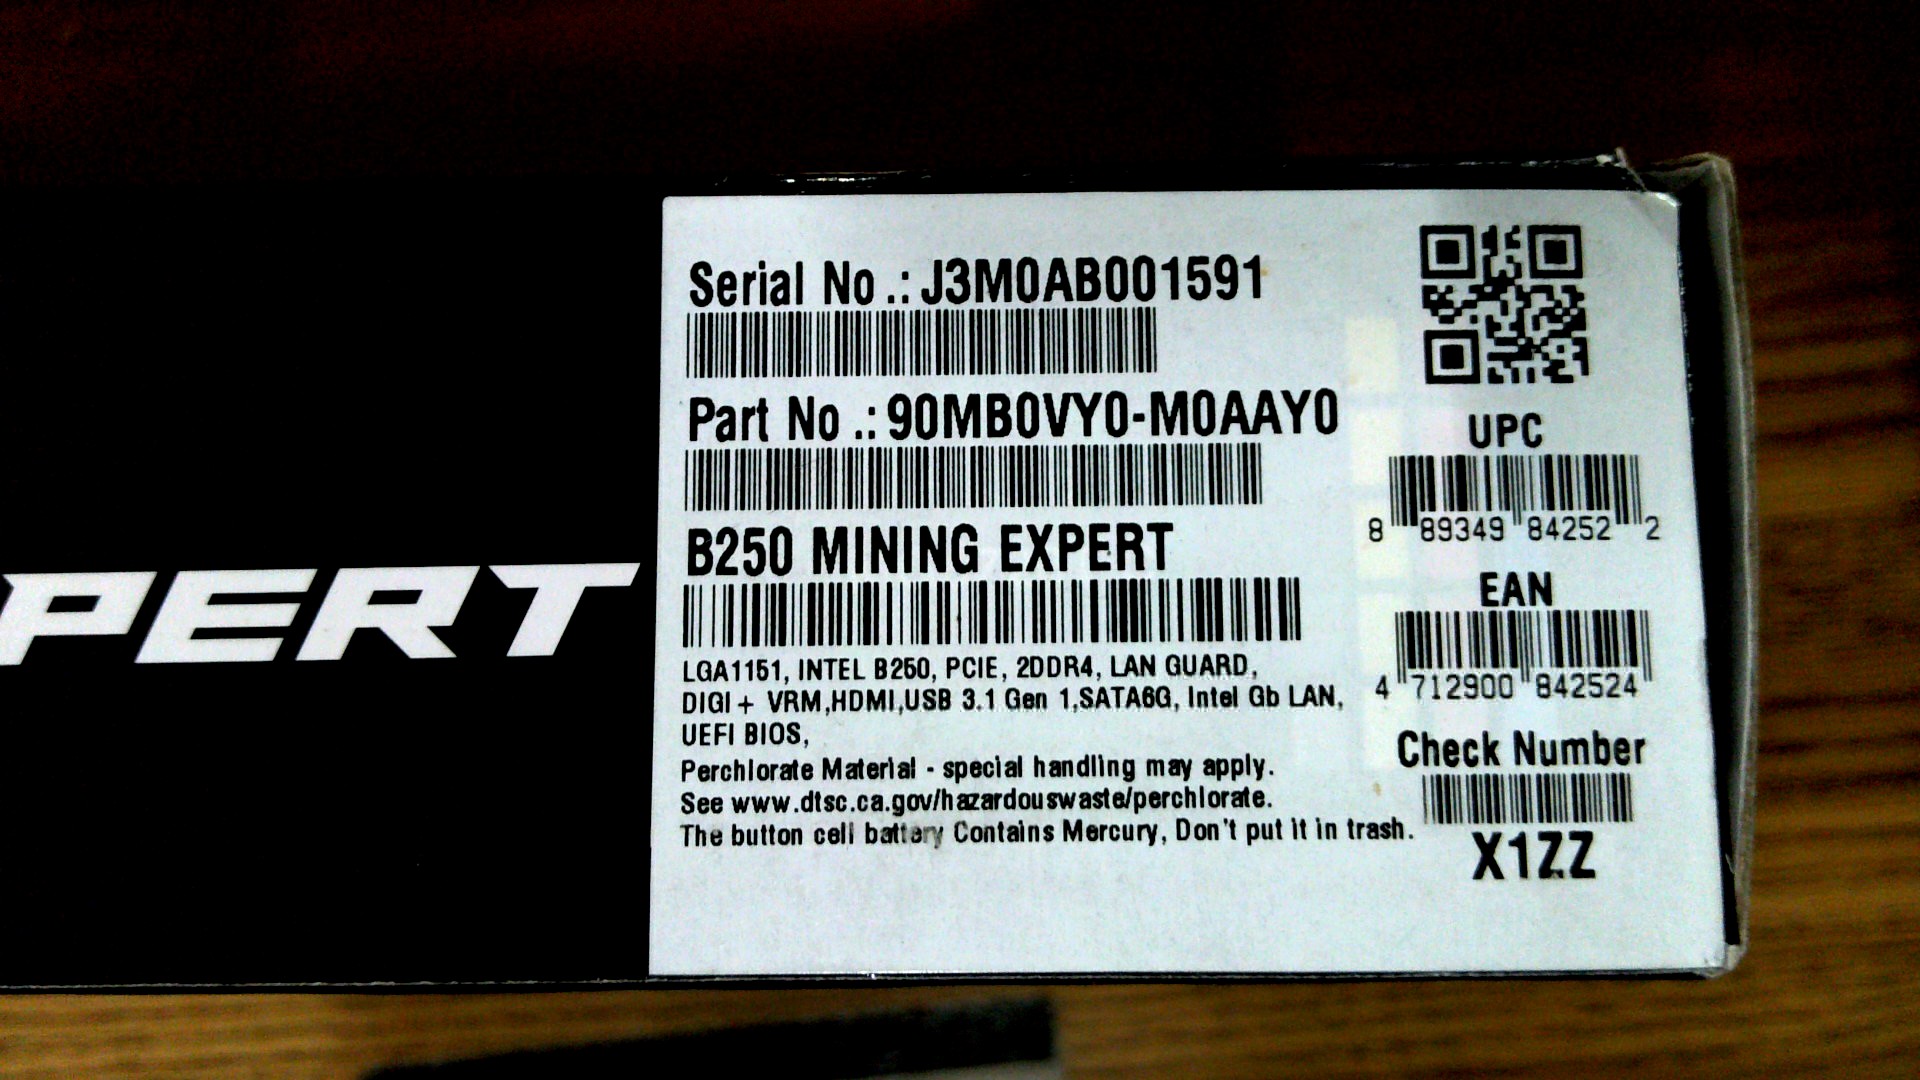 PERT
Serial No.: J3M0AB001591
Part No.: 90MB0VY0-M0AAY0
B250 MINING EXPERT
LGA1151, INTEL B250, PCIE, 2DDR4, LAN GUARD,
DIGI+ VRM,HDMI,USB 3.1 Gen 1,SATA6G, Intel Gb LAN,
UEFI BIOS,
Perchlorate Material - special handling may apply.
See www.dtsc.ca.gov/hazardouswaste/perchlorate.
The button cell battery Contains Mercury, Don't put it in trash.
UPC
8 89349 84252 2
EAN
4 712900 842524
Check Number
X1ZZ